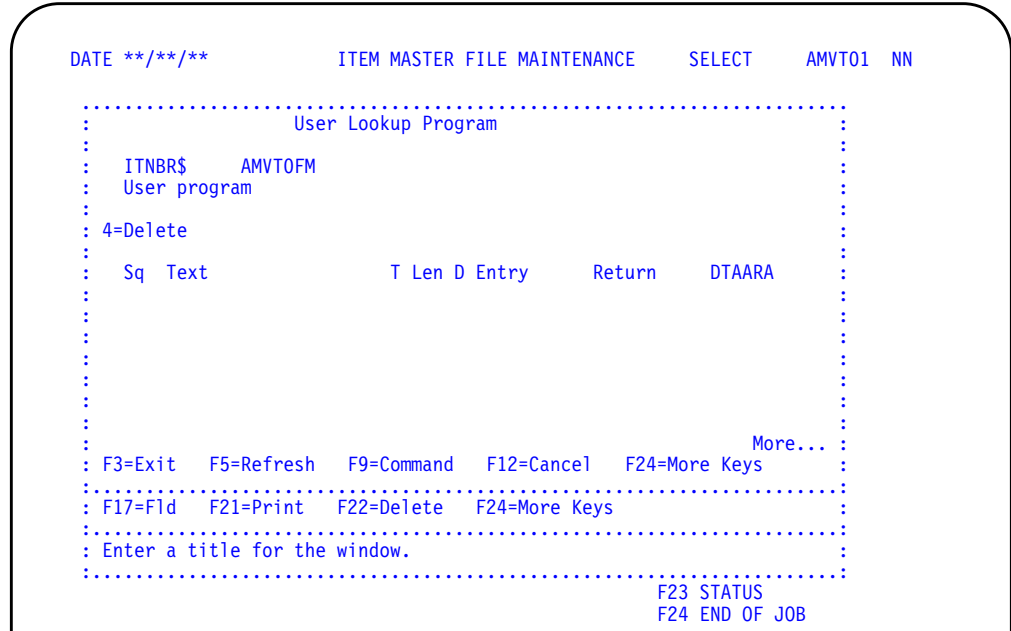 DATE **/**/** ITEM MASTER FILE MAINTENANCE SELECT AMVTO1 NN
........................................................................
: User Lookup Program :
: :
: ITNBR$ AMVTOFM :
: User program :
: :
: 4=Delete :
: :
: Sq Text T Len D Entry Return DTAARA :
: :
: :
: :
: :
: :
: :
: :
: More... :
: F3=Exit F5=Refresh F9=Command F12=Cancel F24=More Keys :
:.......................................................................:
: F17=Fld F21=Print F22=Delete F24=More Keys :
:.......................................................................:
: Enter a title for the window. :
:.......................................................................:
F23 STATUS
F24 END OF JOB